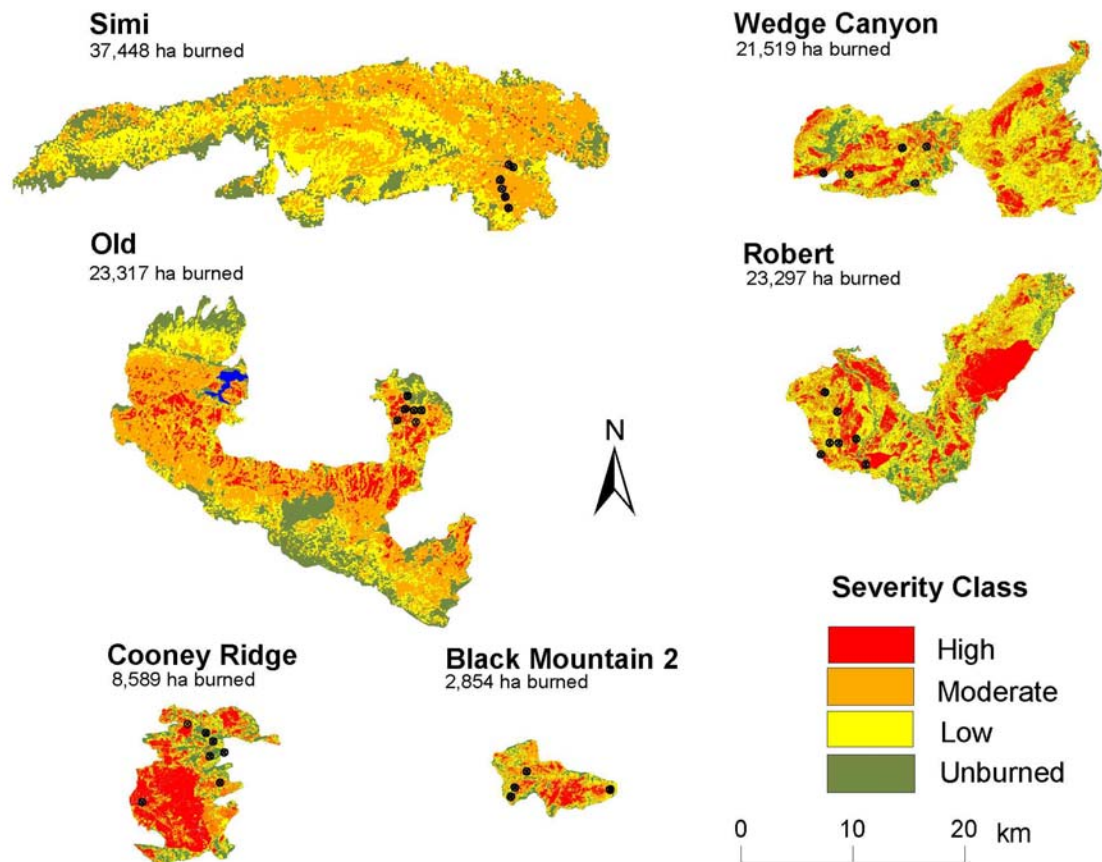 Simi
37,448 ha burned
Wedge Canyon
21,519 ha burned
Old
23,317 ha burned
Robert
23,297 ha burned
N
Cooney Ridge
8,589 ha burned
Black Mountain 2
2,854 ha burned
Severity Class
High
Moderate
Low
Unburned
0 10 20 km